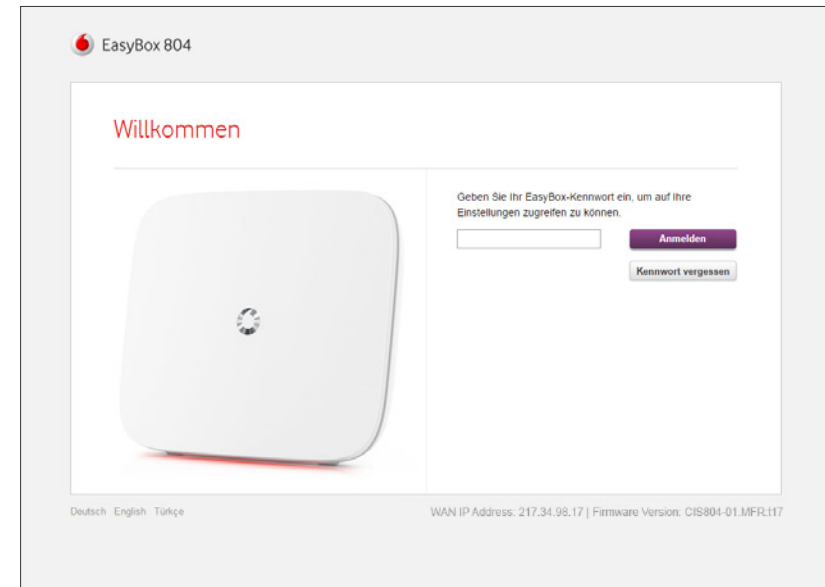 EasyBox 804
Willkommen
Geben Sie Ihr EasyBox-Kennwort ein, um auf Ihre
Einstellungen zugreifen zu können.
Anmelden
Kennwort vergessen
Deutsch English Türkçe
WAN IP Address: 217.34.98.17 | Firmware Version: CIS804-01.MFR.t17